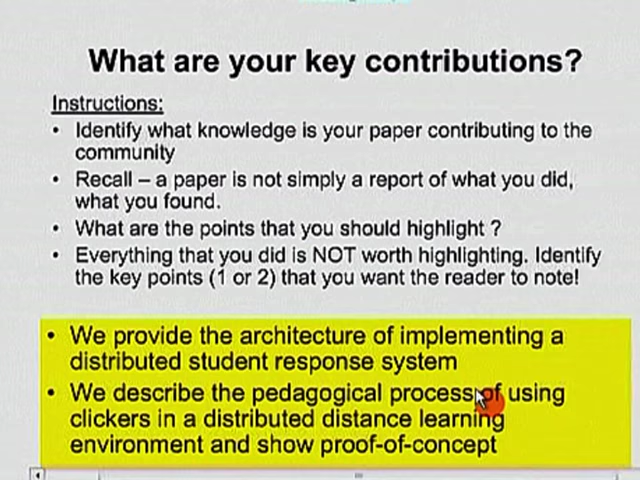 What are your key contributions?
Instructions:
• Identify what knowledge is your paper contributing to the
community
• Recall – a paper is not simply a report of what you did,
what you found.
• What are the points that you should highlight ?
• Everything that you did is NOT worth highlighting. Identify
the key points (1 or 2) that you want the reader to note!
• We provide the architecture of implementing a
distributed student response system
• We describe the pedagogical process of using
clickers in a distributed distance learning
environment and show proof-of-concept